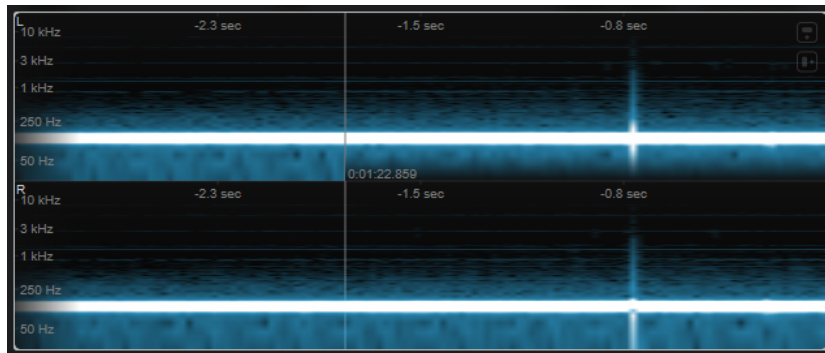 L
-2.3 sec -1.5 sec -0.8 sec
10 kHz
3 kHz
1 kHz
250 Hz
50 Hz
0:01:22.859
R
-2.3 sec -1.5 sec -0.8 sec
10 kHz
3 kHz
1 kHz
250 Hz
50 Hz